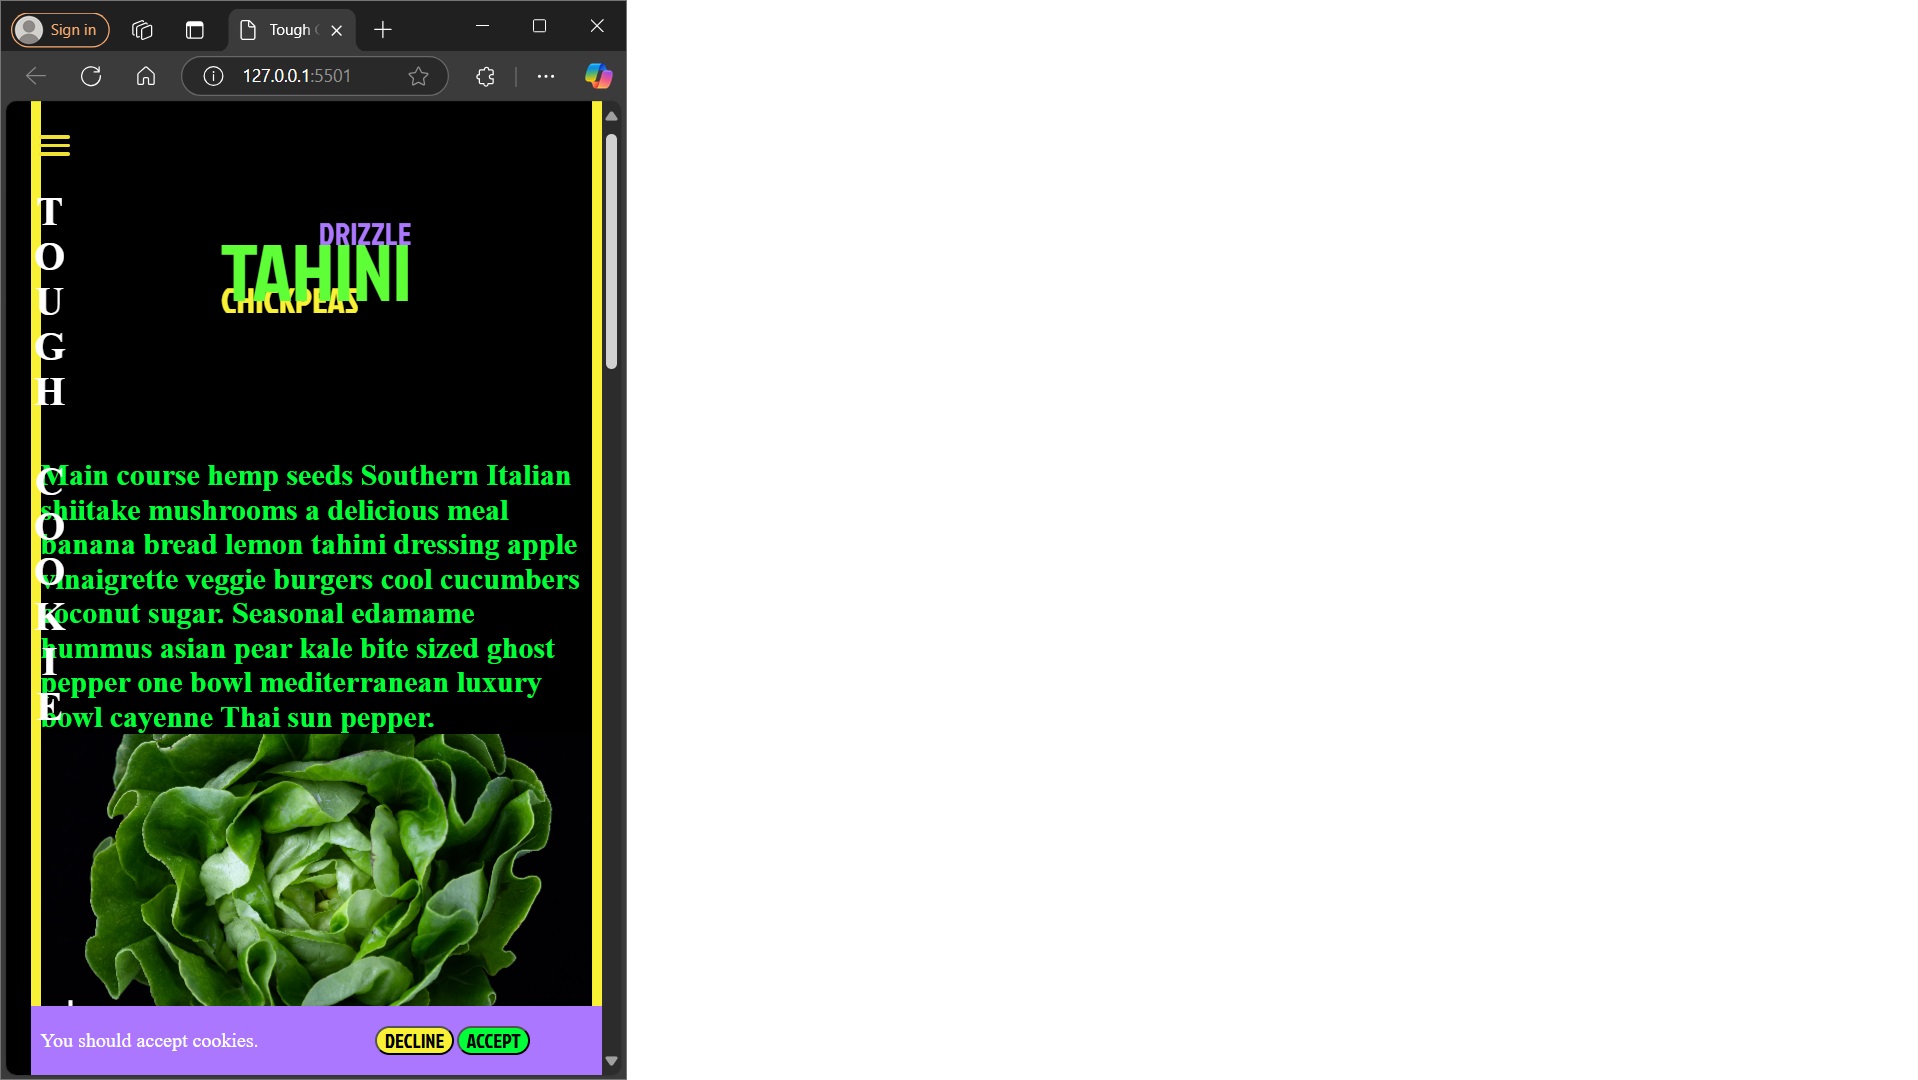 Sign in
Tough
127.0.0.1:5501
DRIZZLE
TAHINI
CHICKPEAS
T
O
U
G
H
C
O
O
K
I
E
Main course hemp seeds Southern Italian
shiitake mushrooms a delicious meal
banana bread lemon tahini dressing apple
vinaigrette veggie burgers cool cucumbers
coconut sugar. Seasonal edamame
hummus asian pear kale bite sized ghost
pepper one bowl mediterranean luxury
bowl cayenne Thai sun pepper.
You should accept cookies.
DECLINE ACCEPT